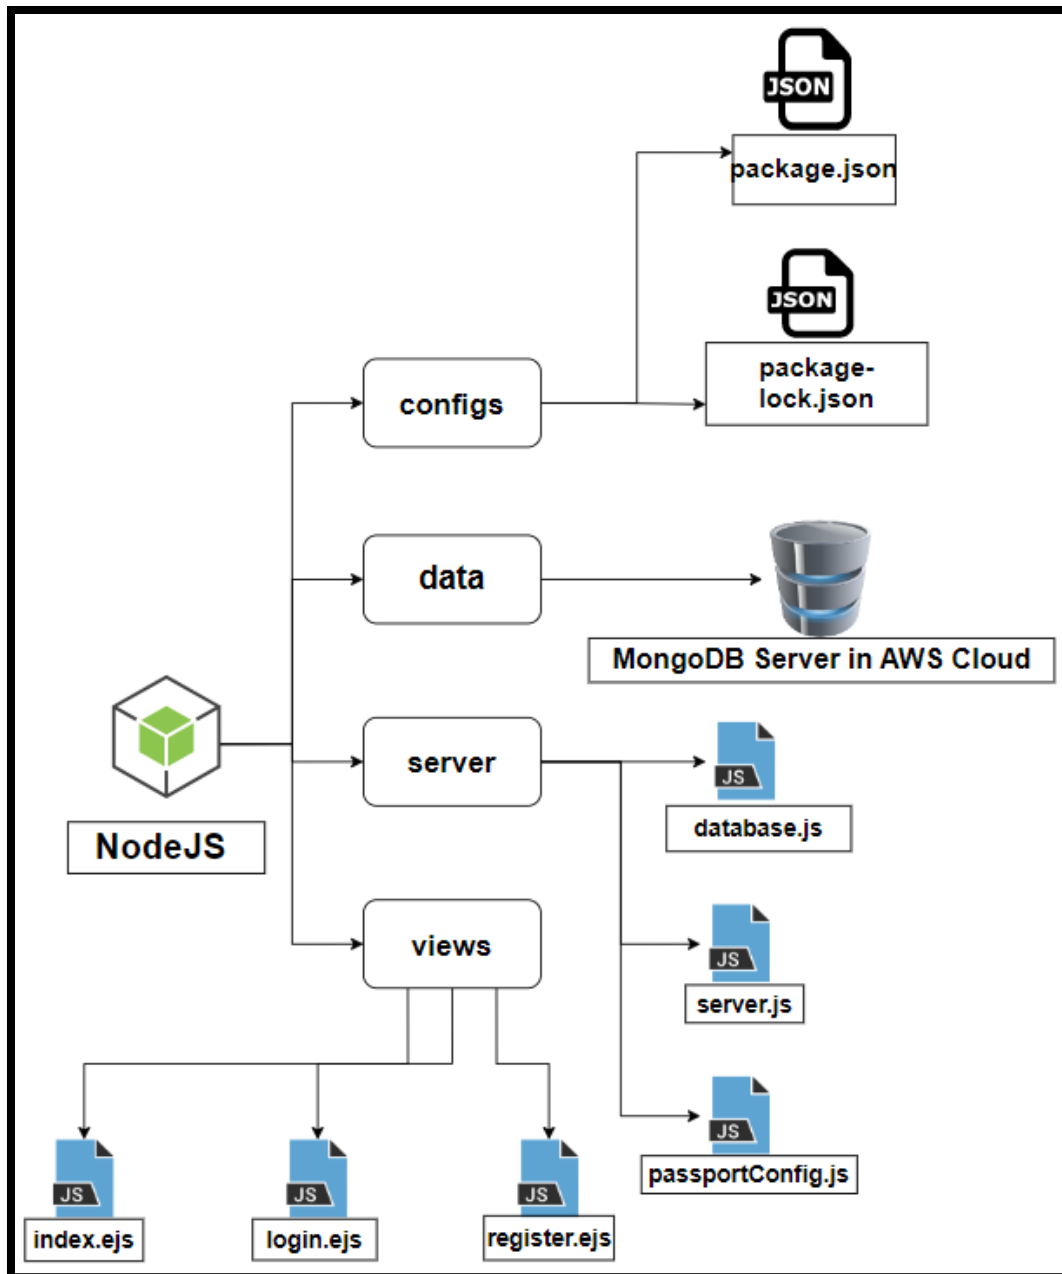 JSON
package.json
JSON
package-
lock.json
configs
data
MongoDB Server in AWS Cloud
server
JS
database.js
NodeJS
views
JS
server.js
JS
passportConfig.js
JS
index.ejs
JS
login.ejs
JS
register.ejs